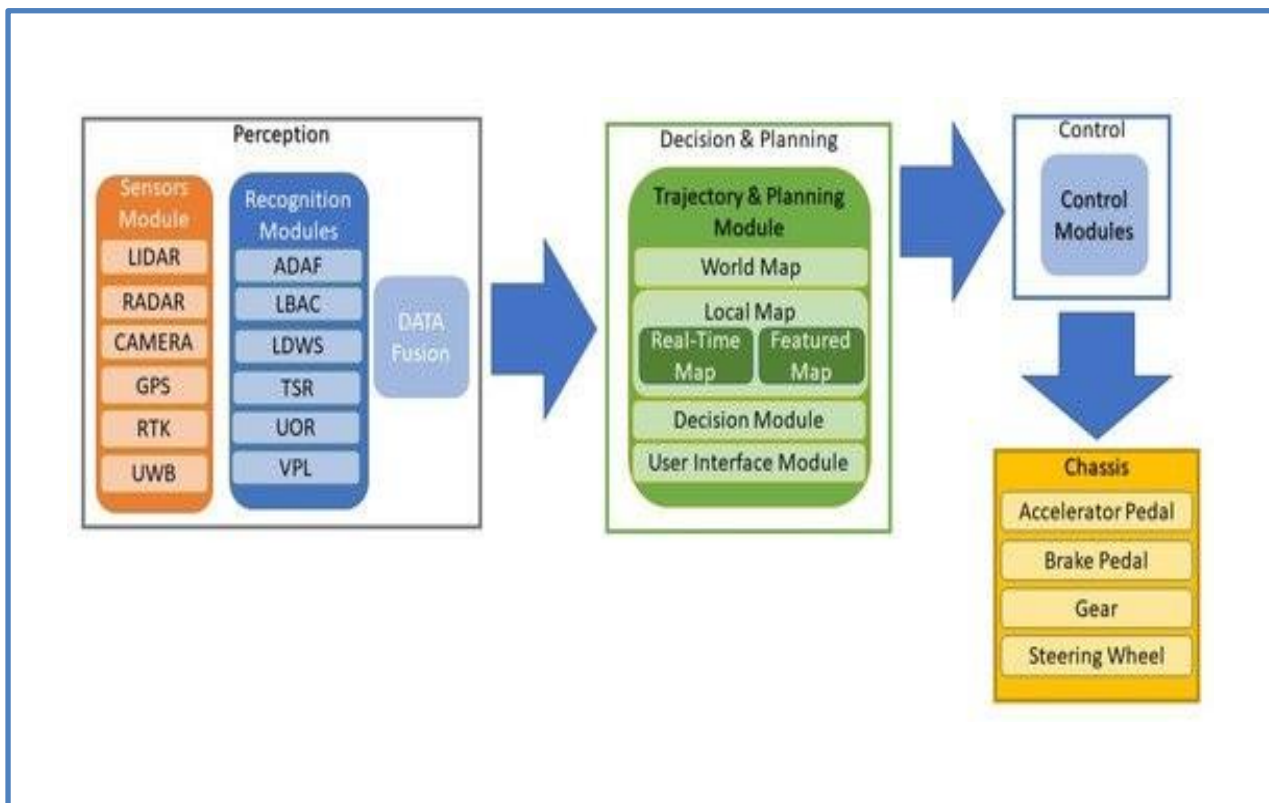 Perception
Sensors
Module
LIDAR
RADAR
CAMERA
GPS
RTK
UWB
Recognition
Modules
ADAF
LBAC
LDWS
TSR
UOR
VPL
DATA
Fusion
Decision & Planning
Trajectory & Planning
Module
World Map
Local Map
Real-Time
Map
Featured
Map
Decision Module
User Interface Module
Control
Control
Modules
Chassis
Accelerator Pedal
Brake Pedal
Gear
Steering Wheel